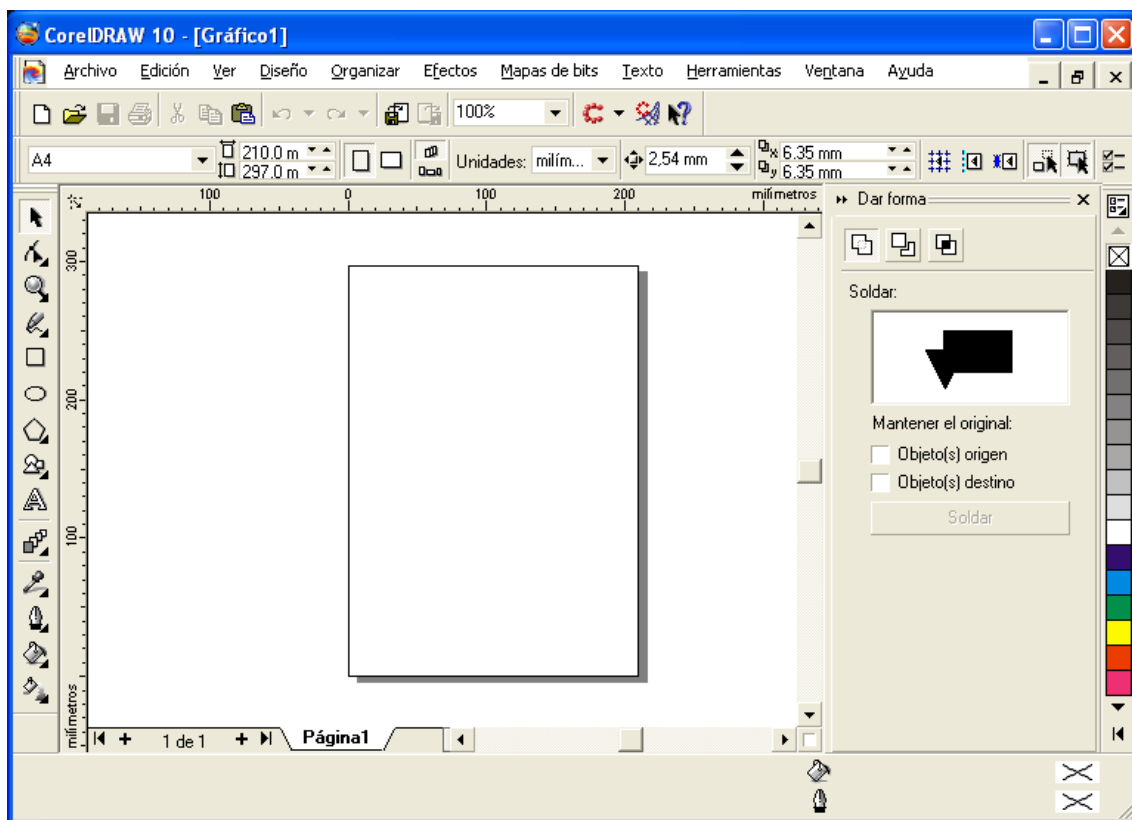 CorelDRAW 10 - [Gráfico1]
Archivo Edición Ver Diseño Organizar Efectos Mapas de bits Texto Herramientas Ventana Ayuda
100%
A4 210.0 m 297.0 m Unidades: milím... 2,54 mm x 6.35 mm y 6.35 mm
100 0 100 200 milímetros
Dar forma
300
200
100
milímetros
Soldar:
Mantener el original:
Objeto(s) origen
Objeto(s) destino
Soldar
1 de 1 Página1